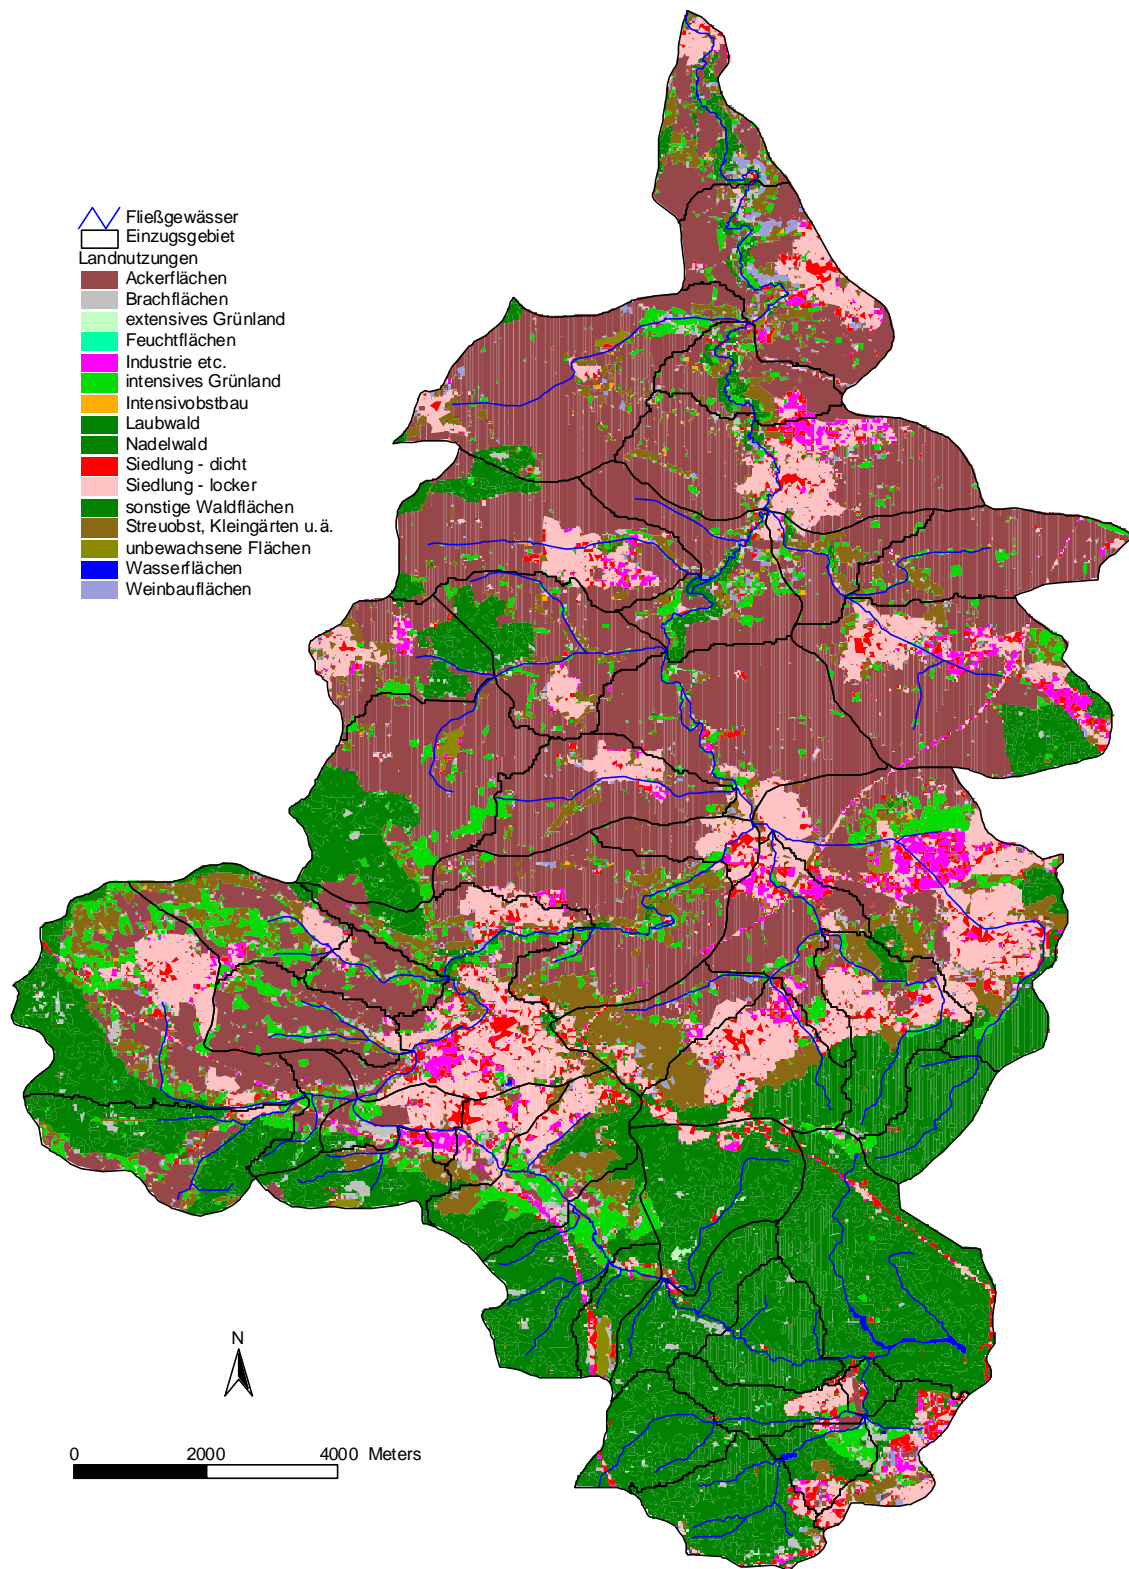 Fließgewässer
Einzugsgebiet
Landnutzungen
Ackerflächen
Brachflächen
extensives Grünland
Feuchtflächen
Industrie etc.
intensives Grünland
Intensivobstbau
Laubwald
Nadelwald
Siedlung - dicht
Siedlung - locker
sonstige Waldflächen
Streuobst, Kleingärten u.ä.
unbewachsene Flächen
Wasserflächen
Weinbauflächen
N
0 2000 4000 Meters